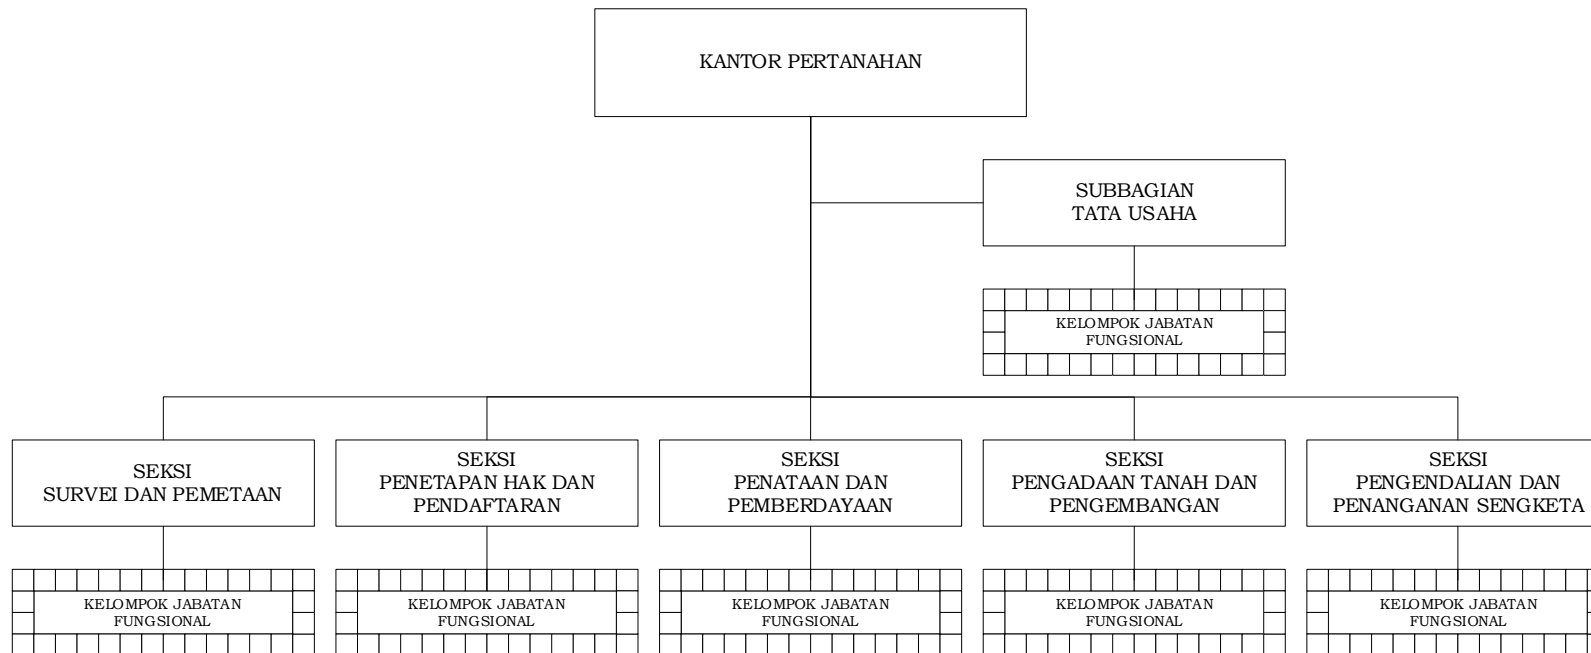 KANTOR PERTANAHAN
SUBBAGIAN
TATA USAHA
KELOMPOK JABATAN
FUNGSIONAL
SEKSI
SURVEI DAN PEMETAAN
SEKSI
PENETAPAN HAK DAN
PENDAFTARAN
SEKSI
PENATAAN DAN
PEMBERDAYAAN
SEKSI
PENGADAAN TANAH DAN
PENGEMBANGAN
SEKSI
PENGENDALIAN DAN
PENANGANAN SENGKETA
KELOMPOK JABATAN
FUNGSIONAL
KELOMPOK JABATAN
FUNGSIONAL
KELOMPOK JABATAN
FUNGSIONAL
KELOMPOK JABATAN
FUNGSIONAL
KELOMPOK JABATAN
FUNGSIONAL